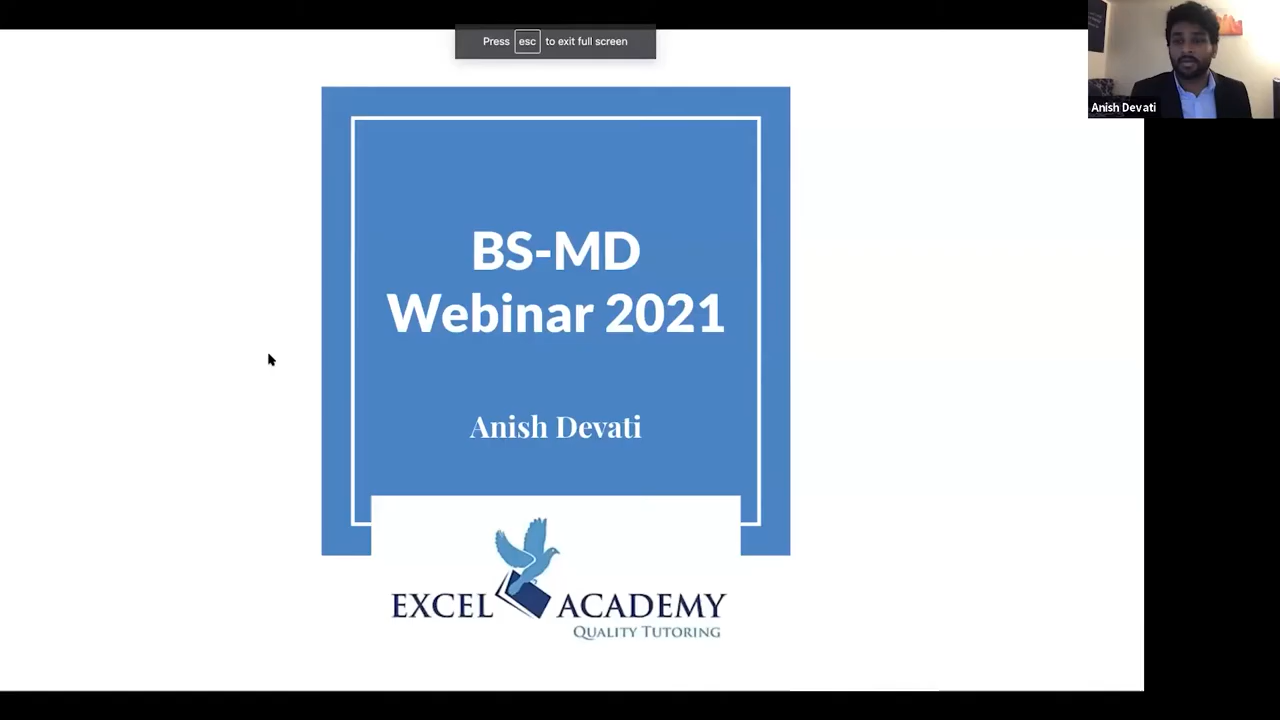 Press esc to exit full screen
Anish Devati
BS-MD
Webinar 2021
Anish Devati
EXCEL ACADEMY
QUALITY TUTORING